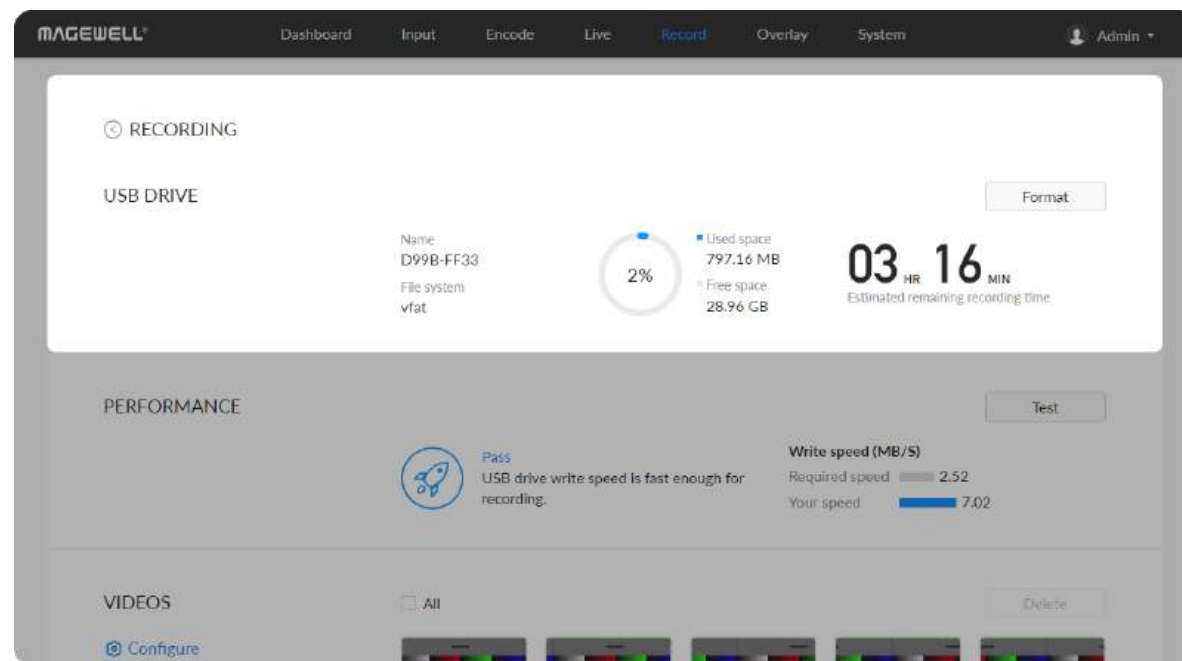 MAGEWELL®
Dashboard Input Encode Live Record Overlay System Admin
RECORDING
USB DRIVE
Format
Name
D99B-FF33
File system
vfat
2%
Used space
797.16 MB
Free space
28.96 GB
03 HR 16 MIN
Estimated remaining recording time
PERFORMANCE
Test
Pass
USB drive write speed is fast enough for
recording.
Write speed (MB/S)
Required speed 2.52
Your speed 7.02
VIDEOS
All
Delete
Configure